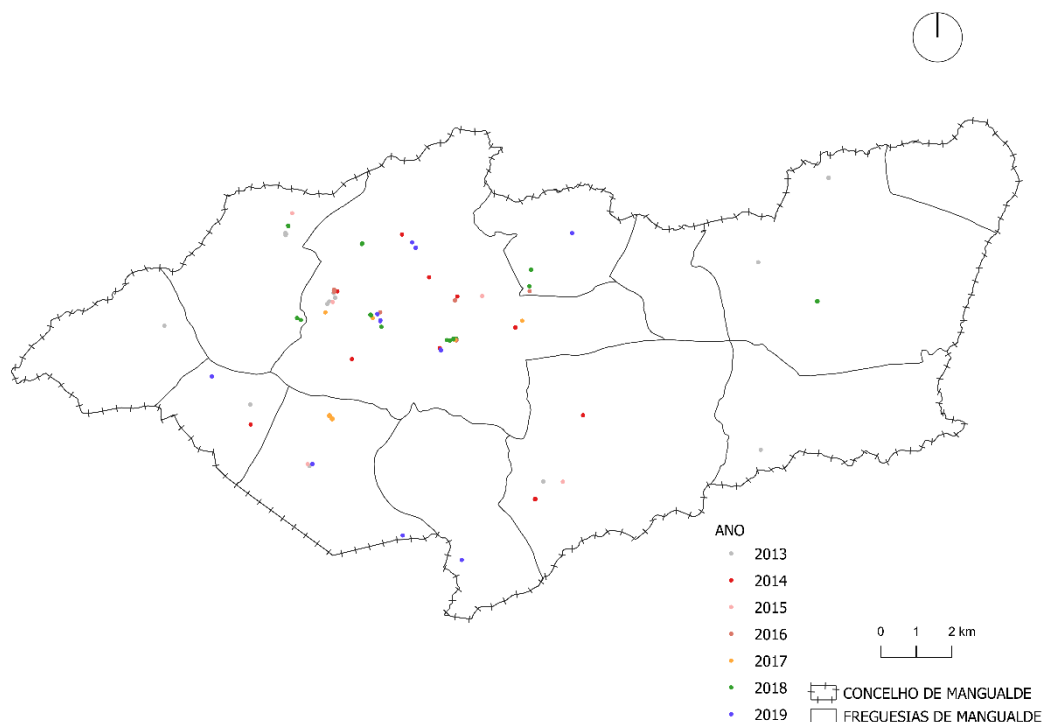 ANO
2013
2014
2015
2016
2017
2018
2019
0 1 2 km
CONCELHO DE MANGUALDE
FREGUESIAS DE MANGUALDE